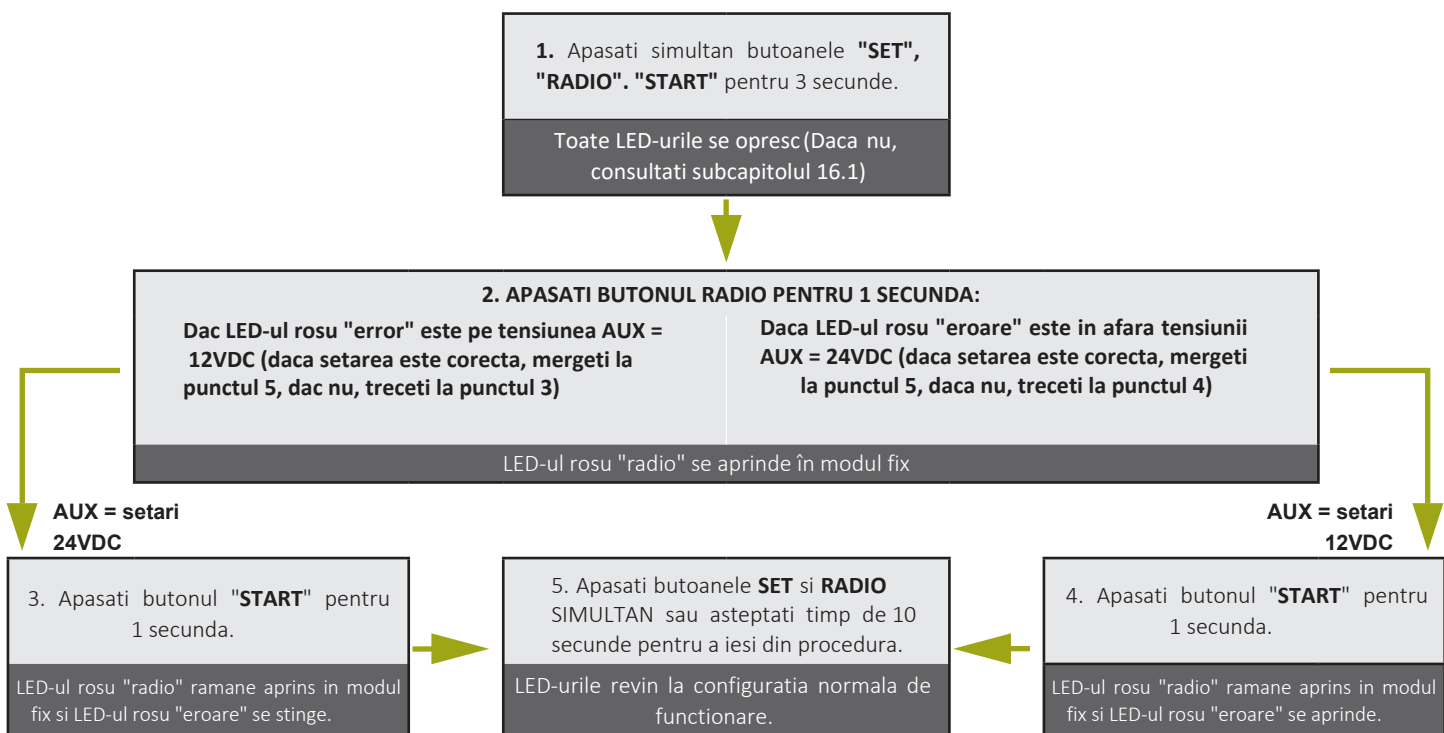 1. Apasati simultan butoanele "SET",
"RADIO". "START" pentru 3 secunde.
Toate LED-urile se opresc (Daca nu,
consultati subcapitolul 16.1)
2. APASATI BUTONUL RADIO PENTRU 1 SECUNDA:
Dac LED-ul rosu "error" este pe tensiunea AUX =
12VDC (daca setarea este corecta, mergeti la
punctul 5, dac nu, treceti la punctul 3)
Daca LED-ul rosu "eroare" este in afara tensiunii
AUX = 24VDC (daca setarea este corecta, mergeti
la punctul 5, daca nu, treceti la punctul 4)
LED-ul rosu "radio" se aprinde în modul fix
AUX = setari
24VDC
AUX = setari
12VDC
3. Apasati butonul "START" pentru
1 secunda.
LED-ul rosu "radio" ramane aprins in modul
fix si LED-ul rosu "eroare" se stinge.
5. Apasati butoanele SET si RADIO
SIMULTAN sau asteptati timp de 10
secunde pentru a iesi din procedura.
LED-urile revin la configuratia normala de
functionare.
4. Apasati butonul "START" pentru
1 secunda.
LED-ul rosu "radio" ramane aprins in modul
fix si LED-ul rosu "eroare" se aprinde.